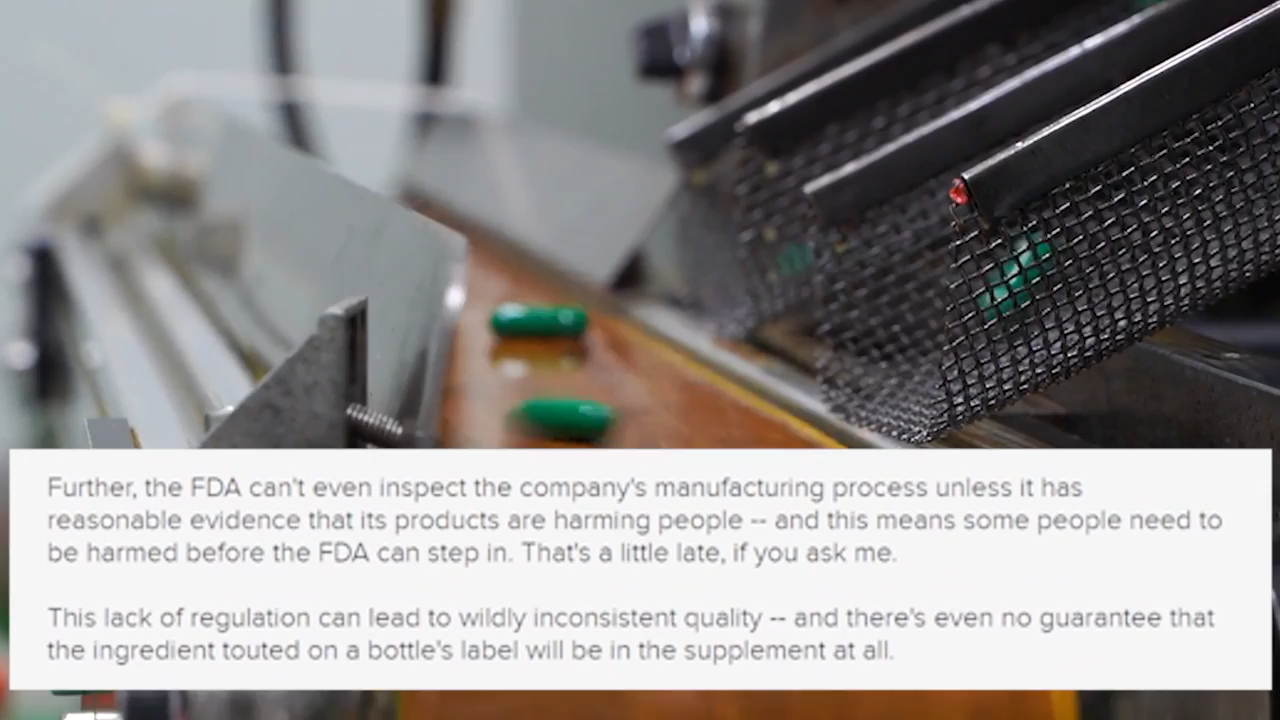 Further, the FDA can't even inspect the company's manufacturing process unless it has
reasonable evidence that its products are harming people -- and this means some people need to
be harmed before the FDA can step in. That's a little late, if you ask me.
This lack of regulation can lead to wildly inconsistent quality -- and there's even no guarantee that
the ingredient touted on a bottle's label will be in the supplement at all.